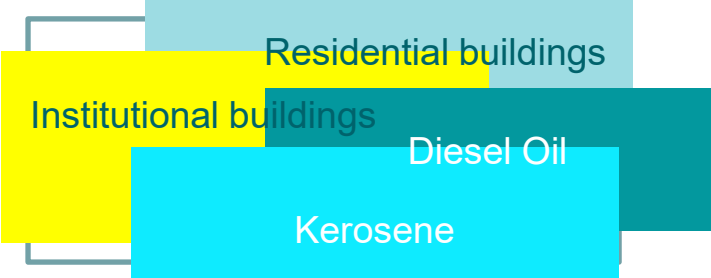 Residential buildings
Institutional buildings
Diesel Oil
Kerosene